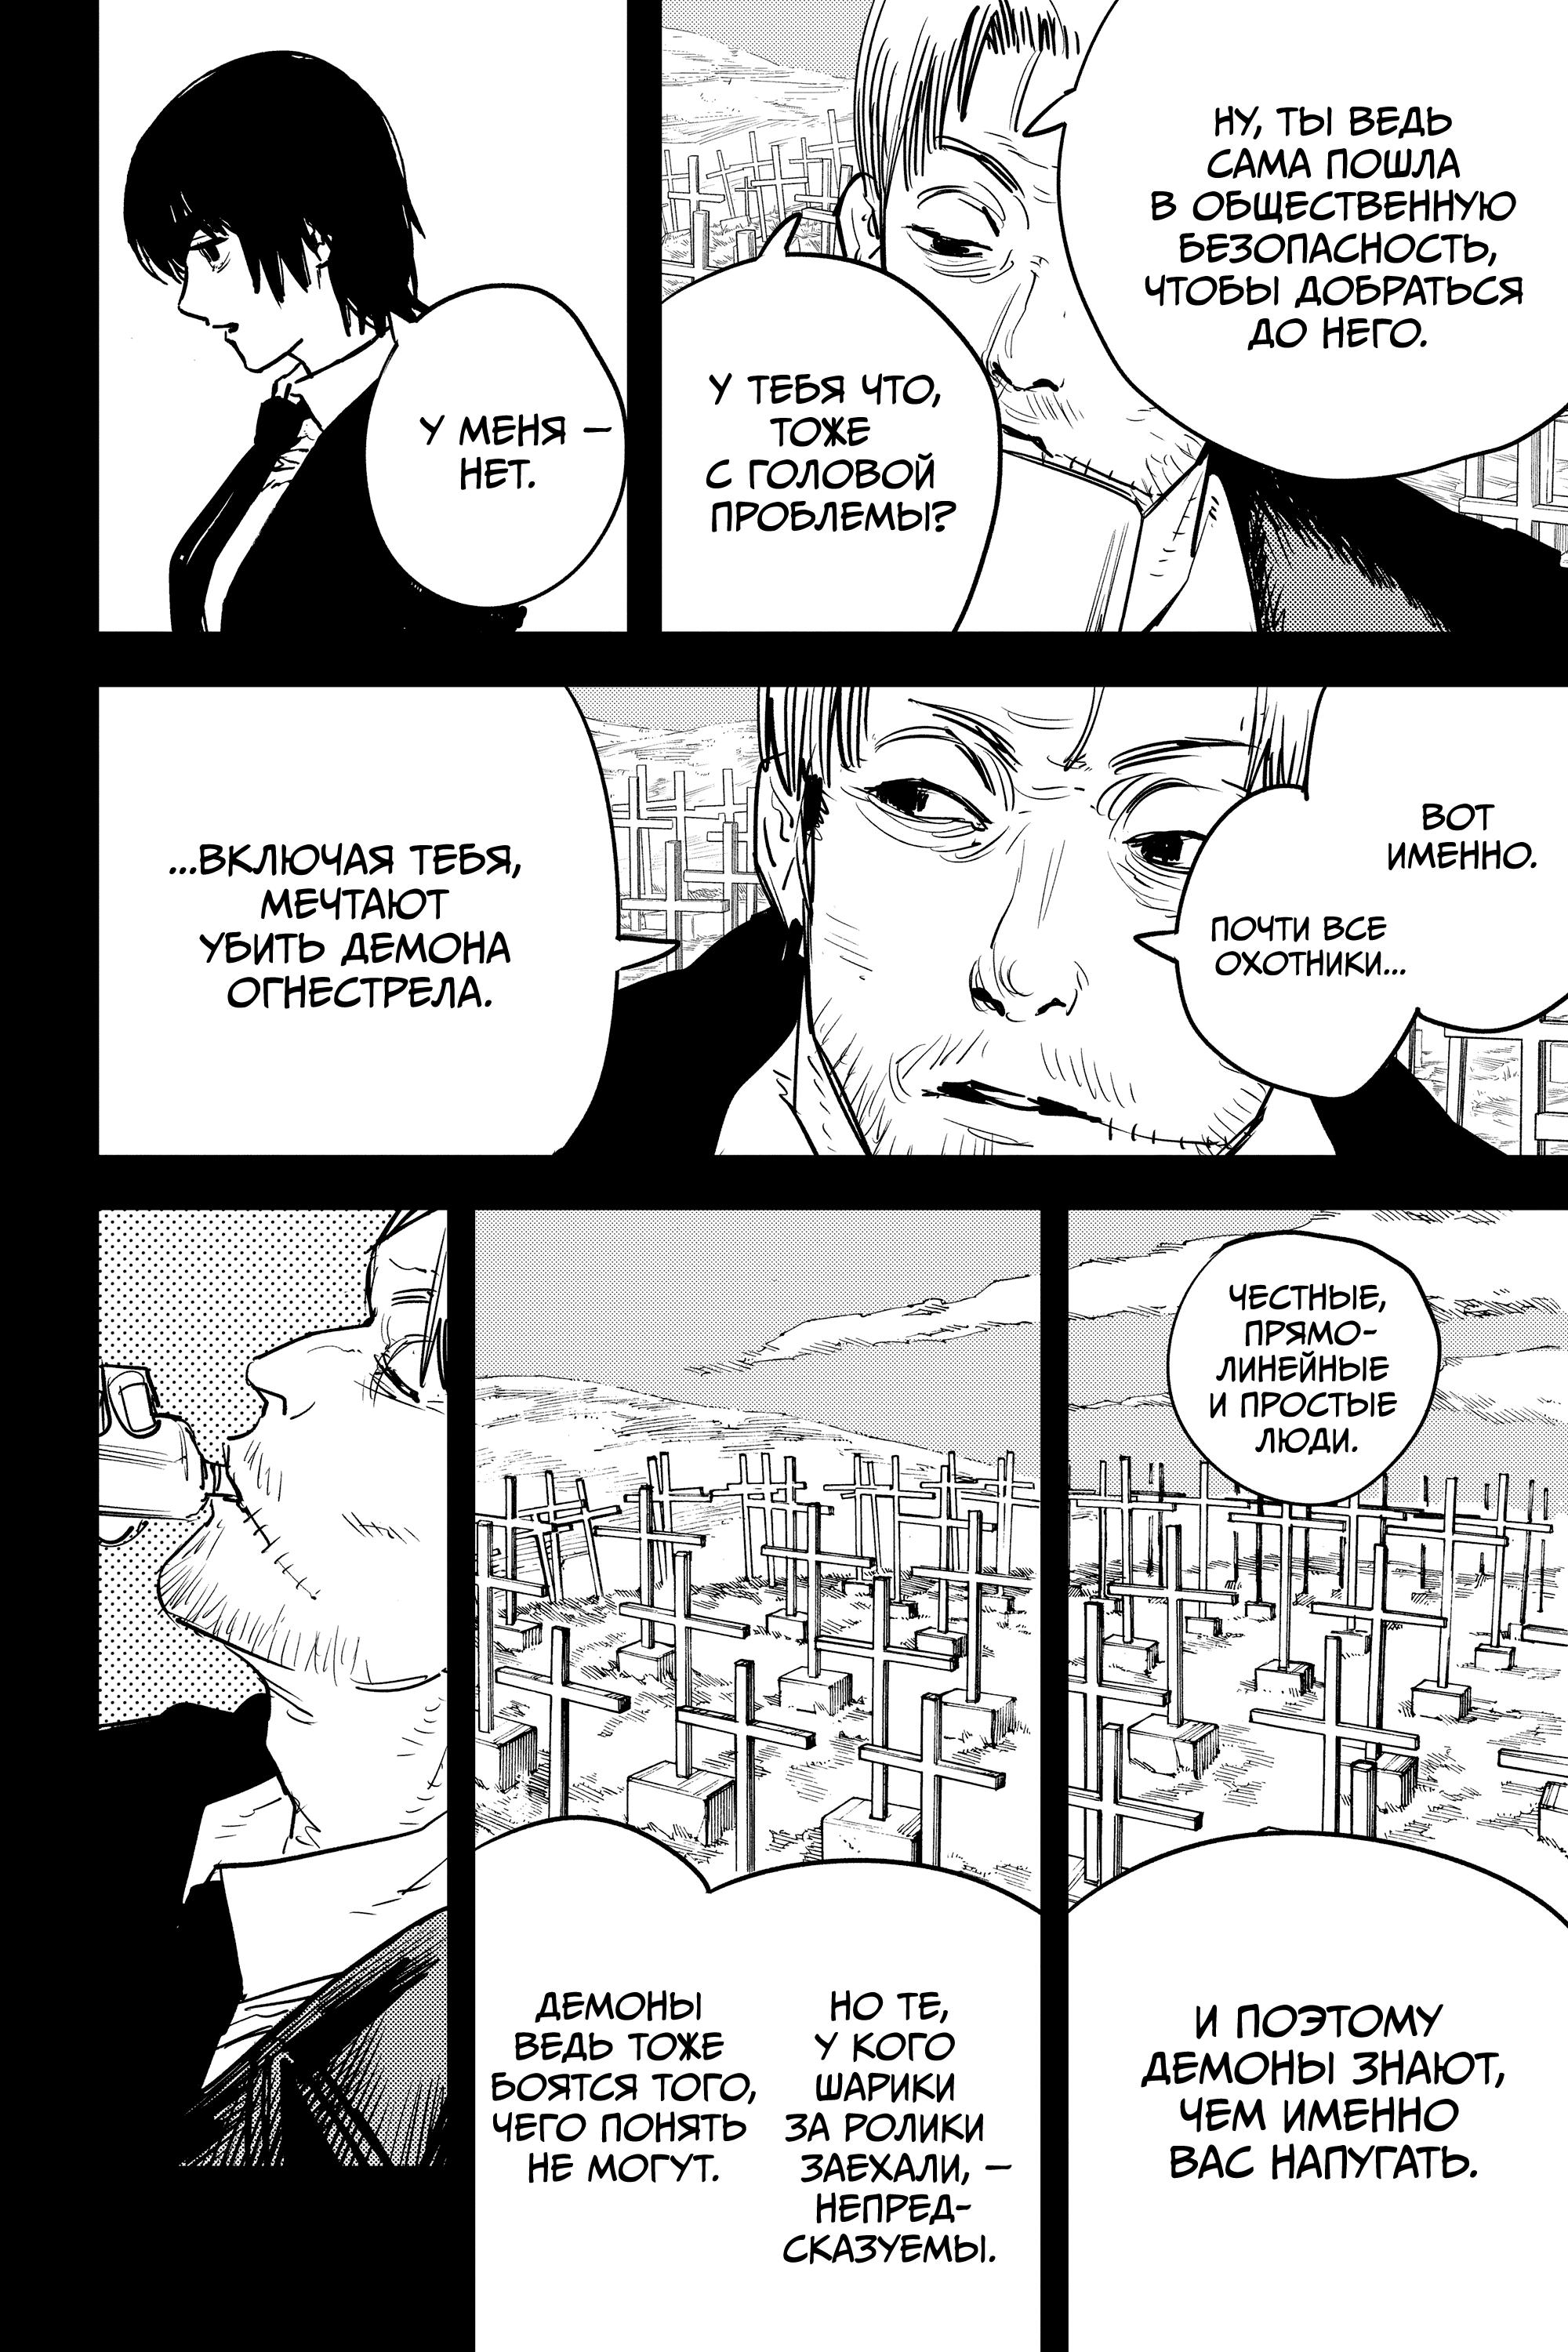 НУ, ТЫ ВЕДЬ
САМА ПОШЛА
В ОБЩЕСТВЕННУЮ
БЕЗОПАСНОСТЬ,
ЧТОБЫ ДОБРАТЬСЯ
ДО НЕГО.
У ТЕБЯ ЧТО,
ТОЖЕ
С ГОЛОВОЙ
ПРОБЛЕМЫ?
У МЕНЯ –
НЕТ.
ВОТ
ИМЕННО.
ПОЧТИ ВСЕ
ОХОТНИКИ...
...ВКЛЮЧАЯ ТЕБЯ,
МЕЧТАЮТ
УБИТЬ ДЕМОНА
ОГНЕСТРЕЛА.
ЧЕСТНЫЕ,
ПРЯМО-
ЛИНЕЙНЫЕ
И ПРОСТЫЕ
ЛЮДИ.
И ПОЭТОМУ
ДЕМОНЫ ЗНАЮТ,
ЧЕМ ИМЕННО
ВАС НАПУГАТЬ.
НО ТЕ,
У КОГО
ШАРИКИ
ЗА РОЛИКИ
ЗАЕХАЛИ, –
НЕПРЕД-
СКАЗУЕМЫ.
ДЕМОНЫ
ВЕДЬ ТОЖЕ
БОЯТСЯ ТОГО,
ЧЕГО ПОНЯТЬ
НЕ МОГУТ.